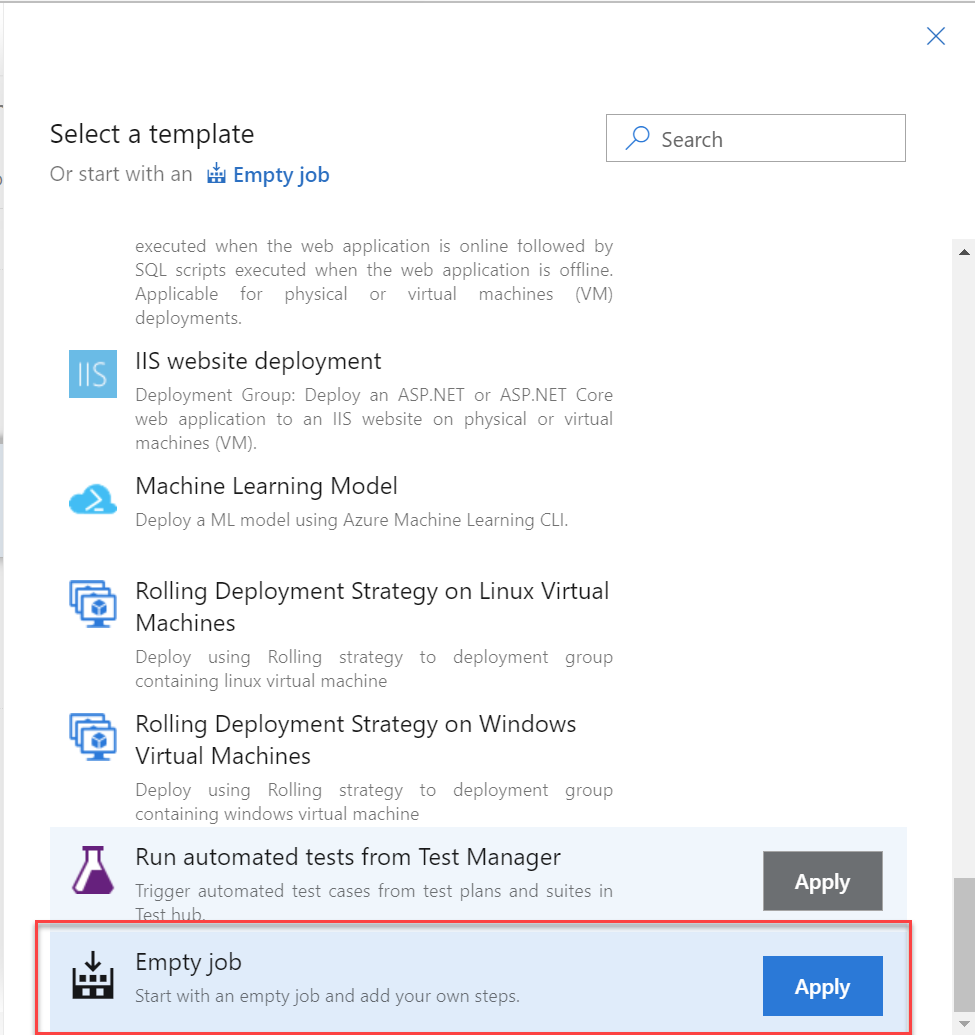 Select a template
Search
Or start with an Empty job
executed when the web application is online followed by
SQL scripts executed when the web application is offline.
Applicable for physical or virtual machines (VM)
deployments.
IIS
IIS website deployment
Deployment Group: Deploy an ASP.NET or ASP.NET Core
web application to an IIS website on physical or virtual
machines (VM).
Machine Learning Model
Deploy a ML model using Azure Machine Learning CLI.
Rolling Deployment Strategy on Linux Virtual
Machines
Deploy using Rolling strategy to deployment group
containing linux virtual machine
Rolling Deployment Strategy on Windows
Virtual Machines
Deploy using Rolling strategy to deployment group
containing windows virtual machine
Run automated tests from Test Manager
Trigger automated test cases from test plans and suites in
Test hub.
Apply
Empty job
Start with an empty job and add your own steps.
Apply